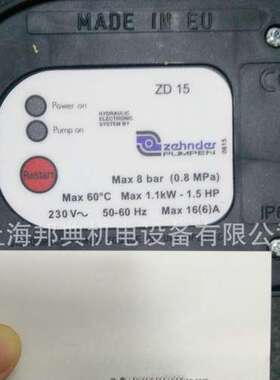 MADE IN EU
ZD 15
Power on
HYDRAULIC
ELECTRONIC
SYSTEM BY
Pump on
zehnder
PUMPEN
0615
Restart
Max 8 bar (0.8 MPa)
Max 60°C Max 1.1kW - 1.5 HP
230V～ 50-60 Hz Max 16(6)A
上海邦典机电设备有限公司